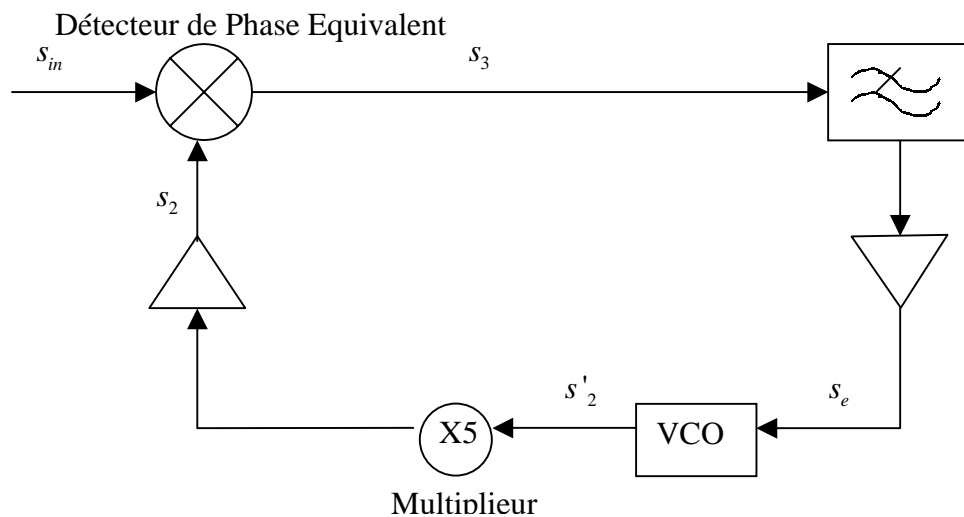 Détecteur de Phase Equivalent
s_in
s_3
s_2
s'_2
s_e
X5
VCO
Multiplieur